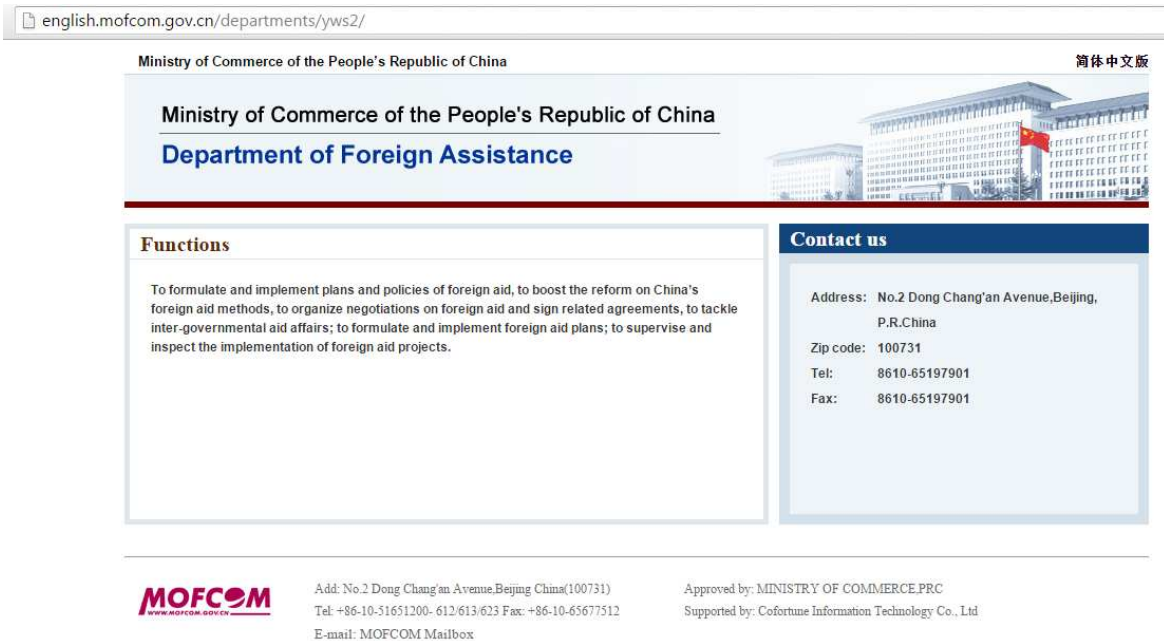 english.mofcom.gov.cn/departments/yws2/
Ministry of Commerce of the People's Republic of China
简体中文版
Ministry of Commerce of the People's Republic of China
Department of Foreign Assistance
Functions
To formulate and implement plans and policies of foreign aid, to boost the reform on China's
foreign aid methods, to organize negotiations on foreign aid and sign related agreements, to tackle
inter-governmental aid affairs; to formulate and implement foreign aid plans; to supervise and
inspect the implementation of foreign aid projects.
Contact us
Address: No.2 Dong Chang'an Avenue,Beijing,
P.R.China
Zip code: 100731
Tel: 8610-65197901
Fax: 8610-65197901
MOFCOM
WWW.MOFCOM.GOV.CN
Add: No.2 Dong Chang'an Avenue,Beijing China(100731)
Tel: +86-10-51651200- 612/613/623 Fax: +86-10-65677512
E-mail: MOFCOM Mailbox
Approved by: MINISTRY OF COMMERCE,PRC
Supported by: Cofortune Information Technology Co., Ltd